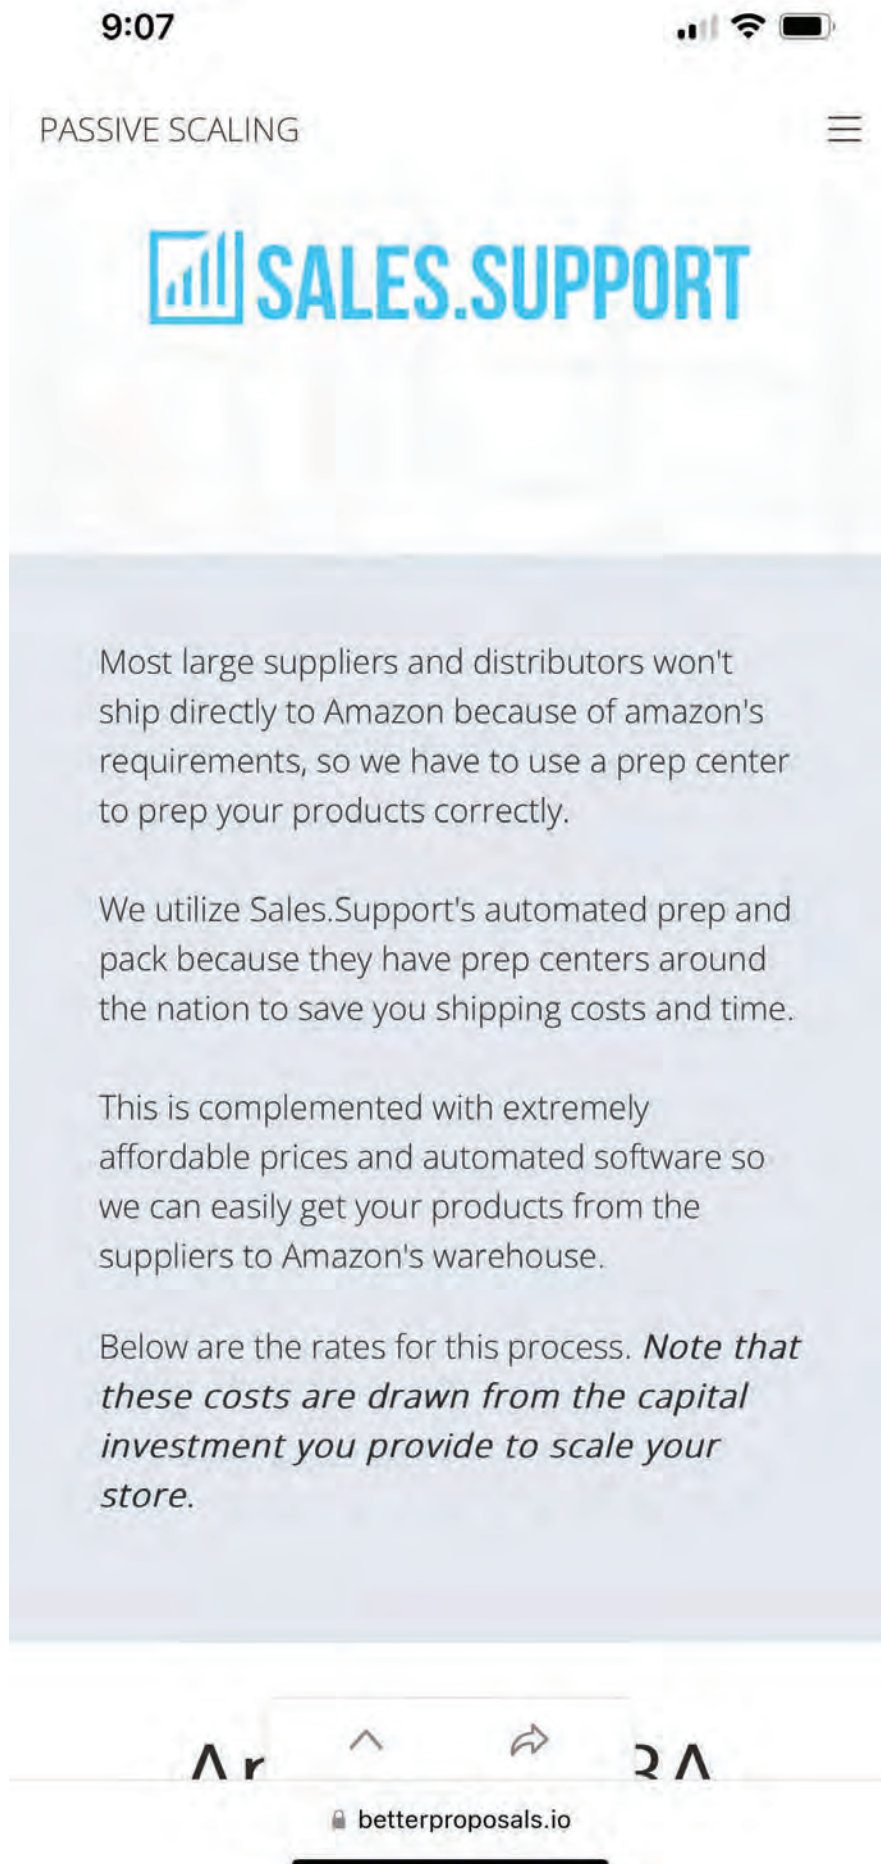 9:07
PASSIVE SCALING
SALES.SUPPORT
Most large suppliers and distributors won't
ship directly to Amazon because of amazon's
requirements, so we have to use a prep center
to prep your products correctly.
We utilize Sales.Support's automated prep and
pack because they have prep centers around
the nation to save you shipping costs and time.
This is complemented with extremely
affordable prices and automated software so
we can easily get your products from the
suppliers to Amazon's warehouse.
Below are the rates for this process. Note that
these costs are drawn from the capital
investment you provide to scale your
store.
betterproposals.io